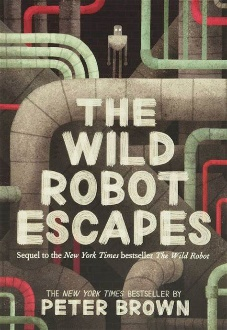 THE
WILD
ROBOT
ESCAPES
Sequel to the New York Times bestseller The Wild Robot
THE NEW YORK TIMES BESTSELLER BY
PETER BROWN